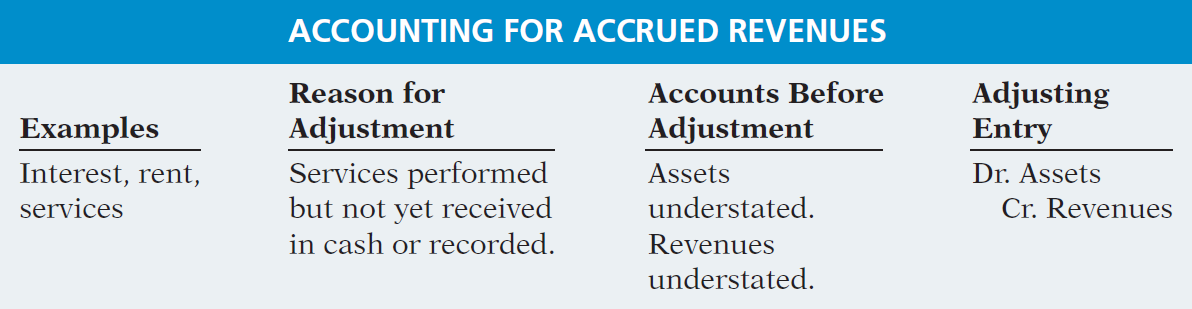 ACCOUNTING FOR ACCRUED REVENUES
Examples
Reason for
Adjustment
Accounts Before
Adjustment
Adjusting
Entry
Interest, rent,
services
Services performed
but not yet received
in cash or recorded.
Assets
understated.
Revenues
understated.
Dr. Assets
Cr. Revenues